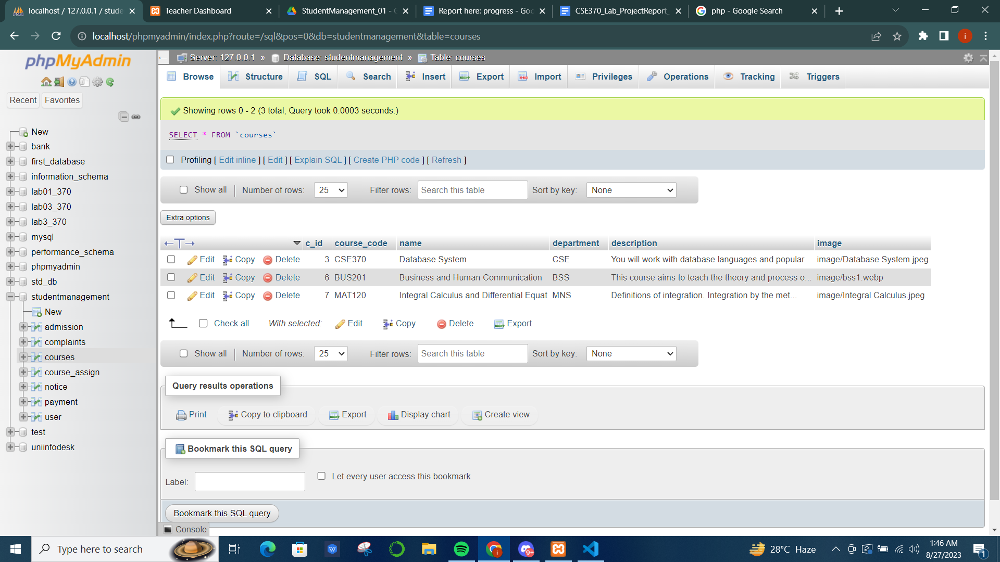 localhost / 127.0.0.1 / stude
Teacher Dashboard
StudentManagement_01 - G
Report here: progress - Goo
CSE370_Lab_ProjectReport_
php - Google Search
localhost/phpmyadmin/index.php?route=/sql&pos=0&db=studentmanagement&table=courses
i
phpMyAdmin
Recent
Favorites
New
bank
first_database
information_schema
lab01_370
lab03_370
lab3_370
mysql
performance_schema
phpmyadmin
std_db
studentmanagement
New
admission
complaints
courses
course_assign
notice
payment
user
test
uniinfodesk
Server: 127.0.0.1 » Database: studentmanagement » Table: courses
Browse Structure SQL Search Insert Export Import Privileges Operations Tracking Triggers
Showing rows 0 - 2 (3 total, Query took 0.0003 seconds.)
SELECT * FROM `courses`
Profiling [ Edit inline ] [ Edit ] [ Explain SQL ] [ Create PHP code ] [ Refresh ]
Show all Number of rows: 25 Filter rows: Search this table Sort by key: None
Extra options
c_id course_code name department description image
Edit Copy Delete 3 CSE370 Database System CSE You will work with database languages and popular image/Database System.jpeg
Edit Copy Delete 6 BUS201 Business and Human Communication BSS This course aims to teach the theory and process o... image/bss1.webp
Edit Copy Delete 7 MAT120 Integral Calculus and Differential Equat MNS Definitions of integration. Integration by the met... image/Integral Calculus.jpeg
Check all With selected: Edit Copy Delete Export
Show all Number of rows: 25 Filter rows: Search this table Sort by key: None
Query results operations
Print Copy to clipboard Export Display chart Create view
Bookmark this SQL query
Label: Let every user access this bookmark
Bookmark this SQL query
Console
Type here to search
9+
28°C Haze
1:46 AM
8/27/2023
1